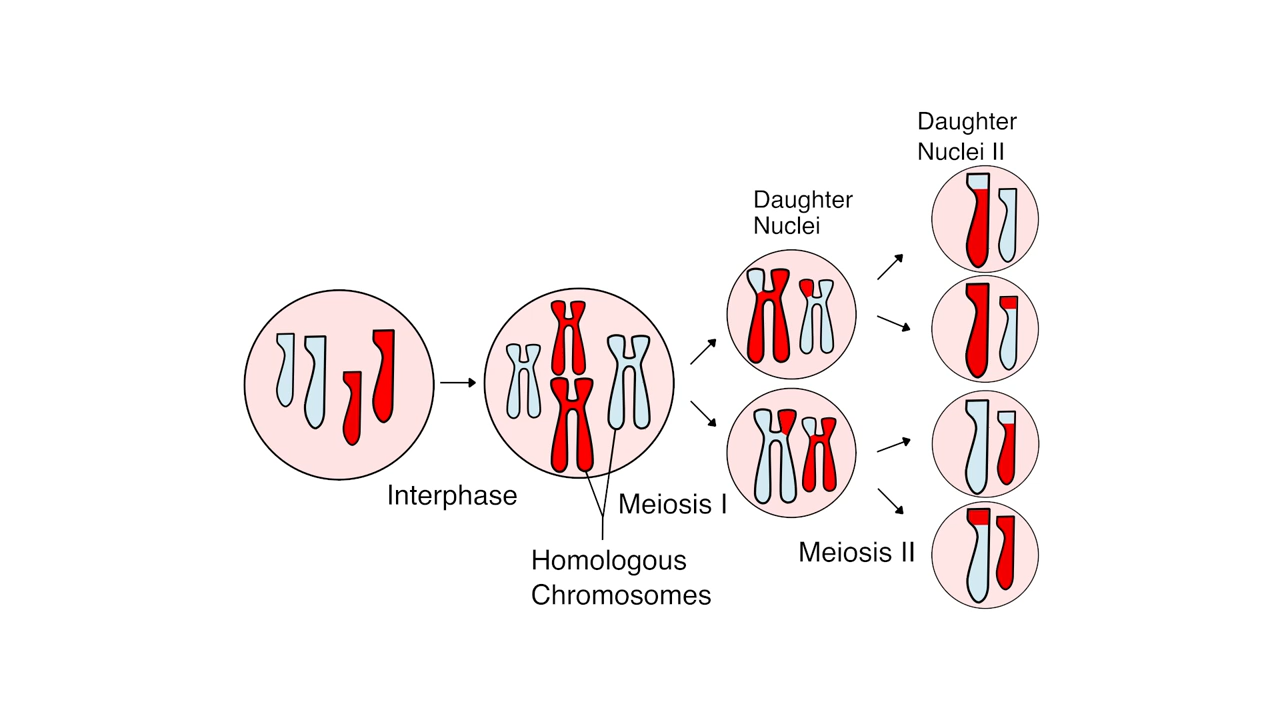 Interphase
Homologous
Chromosomes
Meiosis I
Daughter
Nuclei
Meiosis II
Daughter
Nuclei II